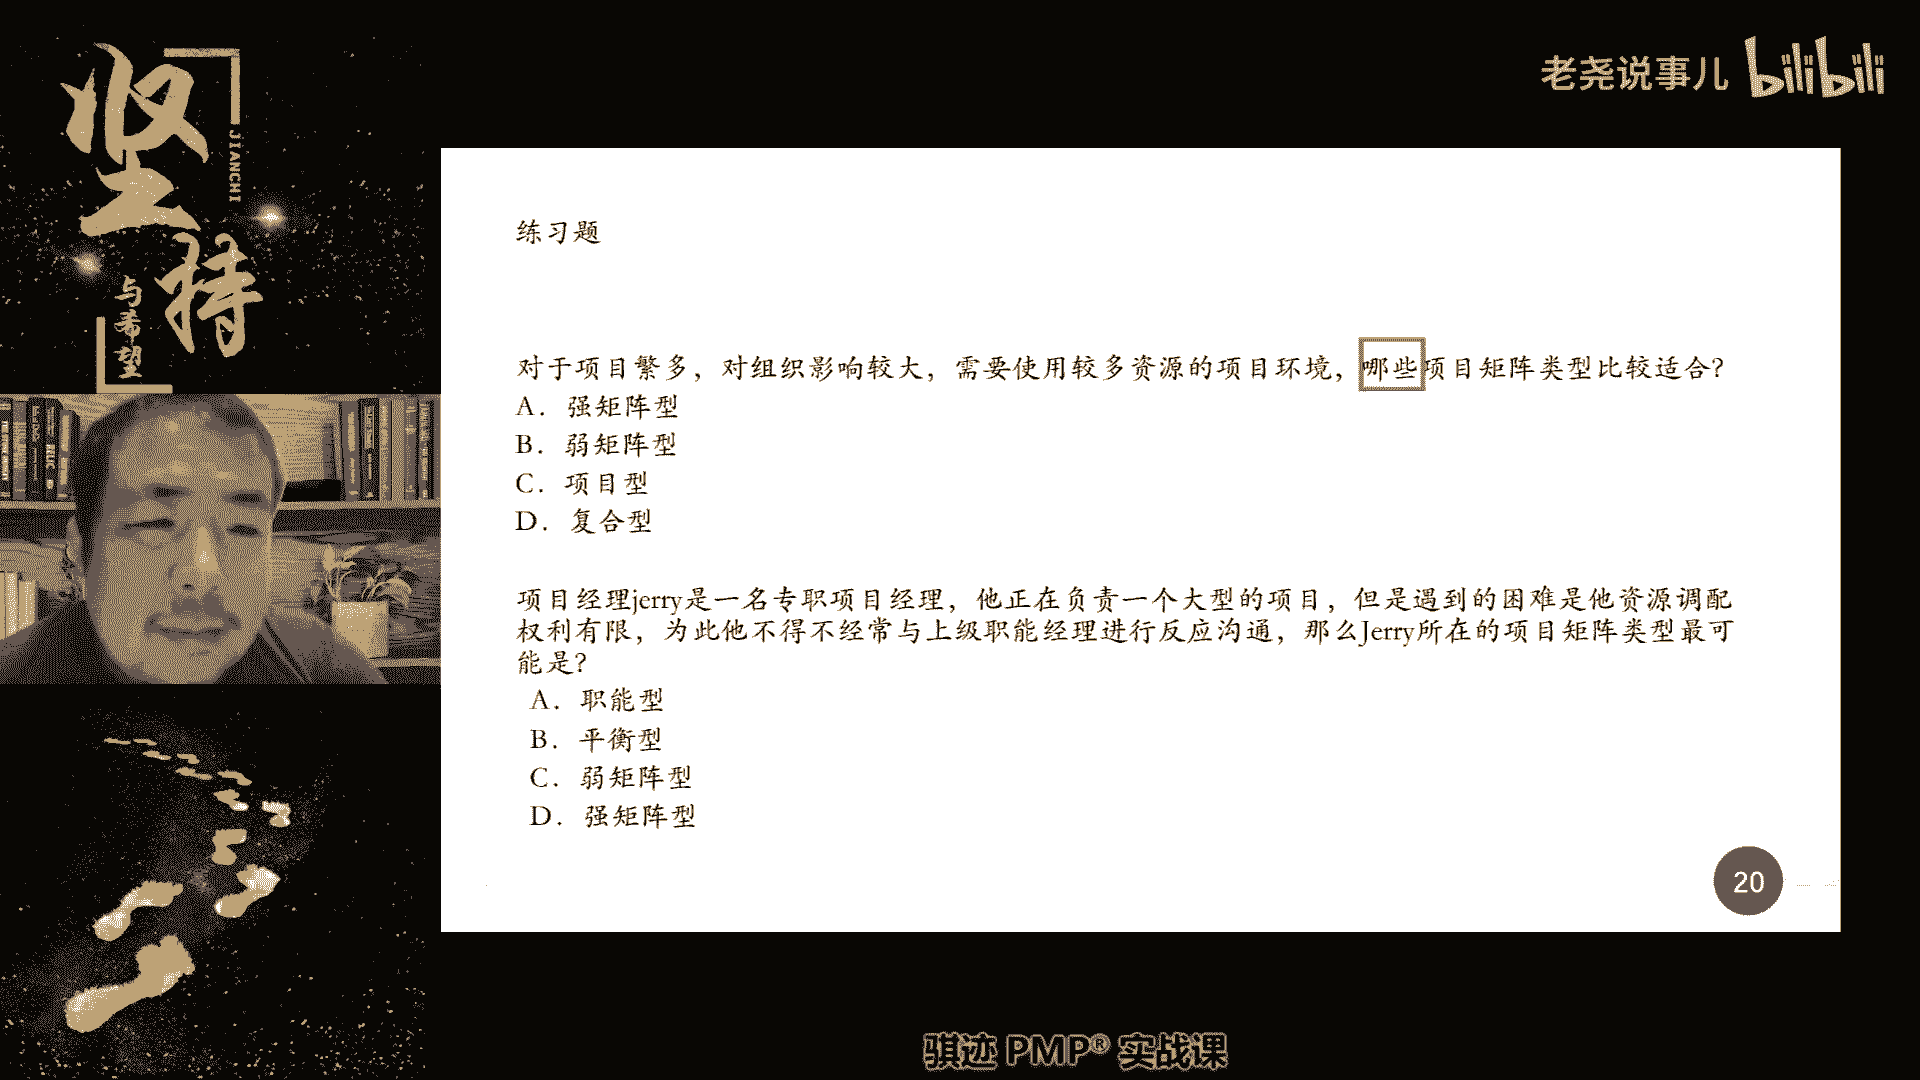 坚持
JIANCHI
与希望
老尧说事儿 bilibili
练习题
对于项目繁多，对组织影响较大，需要使用较多资源的项目环境，哪些项目矩阵类型比较适合？
A．强矩阵型
B．弱矩阵型
C．项目型
D．复合型
项目经理jerry是一名专职项目经理，他正在负责一个大型的项目，但是遇到的困难是他资源调配
权利有限，为此他不得不经常与上级职能经理进行反应沟通，那么Jerry所在的项目矩阵类型最可
能是？
A．职能型
B．平衡型
C．弱矩阵型
D．强矩阵型
20
骐迹 PMP® 实战课